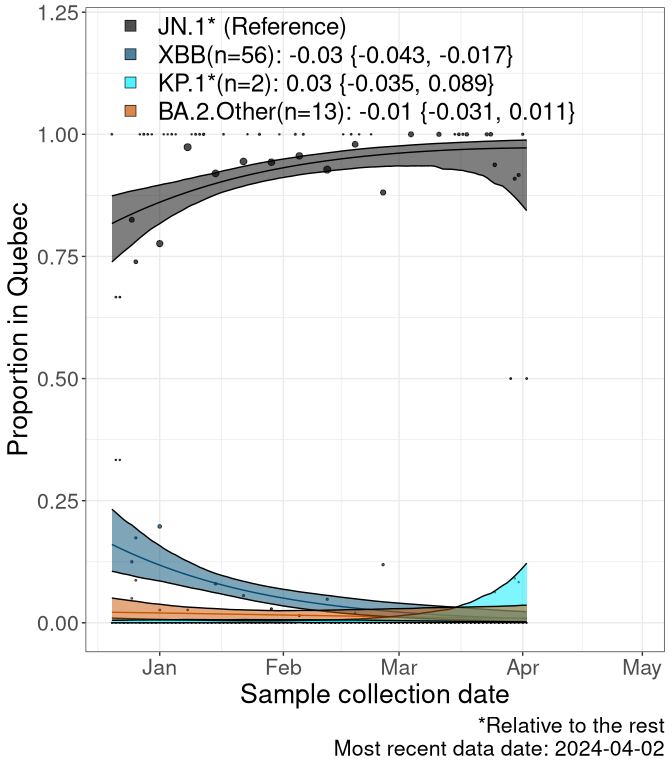 1.25
JN.1* (Reference)
XBB(n=56): -0.03 {-0.043, -0.017}
KP.1*(n=2): 0.03 {-0.035, 0.089}
BA.2.Other(n=13): -0.01 {-0.031, 0.011}
1.00
0.75
0.50
0.25
0.00
Proportion in Quebec
Jan Feb Mar Apr May
Sample collection date
*Relative to the rest
Most recent data date: 2024-04-02